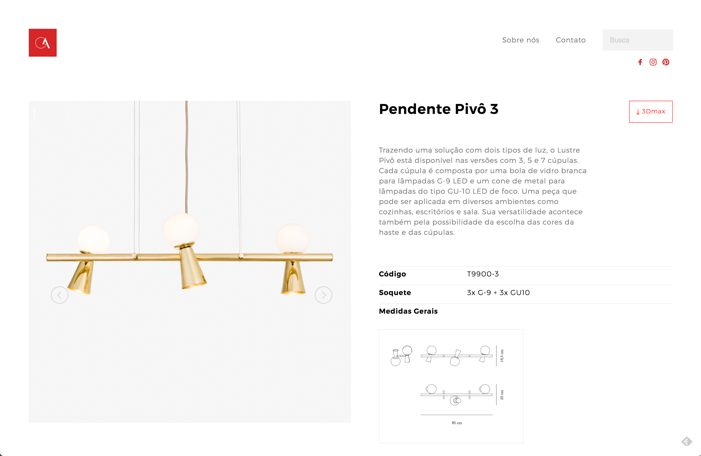 Sobre nós
Contato
Busca
Pendente Pivô 3
↓ 3Dmax
Trazendo uma solução com dois tipos de luz, o Lustre
Pivô está disponível nas versões com 3, 5 e 7 cúpulas.
Cada cúpula é composta por uma bola de vidro branca
para lâmpadas G-9 LED e um cone de metal para
lâmpadas do tipo GU-10 LED de foco. Uma peça que
pode ser aplicada em diversos ambientes como
cozinhas, escritórios e sala. Sua versatilidade acontece
também pela possibilidade da escolha das cores da
haste e das cúpulas.
Código T9900-3
Soquete 3x G-9 + 3x GU10
Medidas Gerais